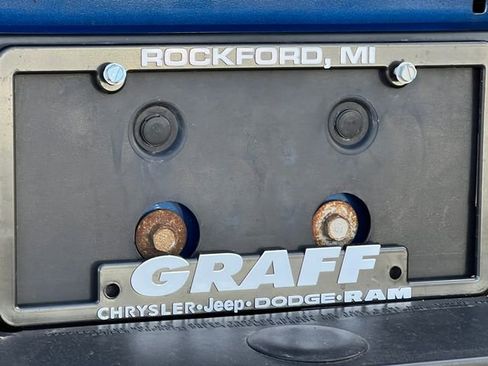 ROCKFORD, MI
GRAFF
CHRYSLER•Jeep•DODGE•RAM